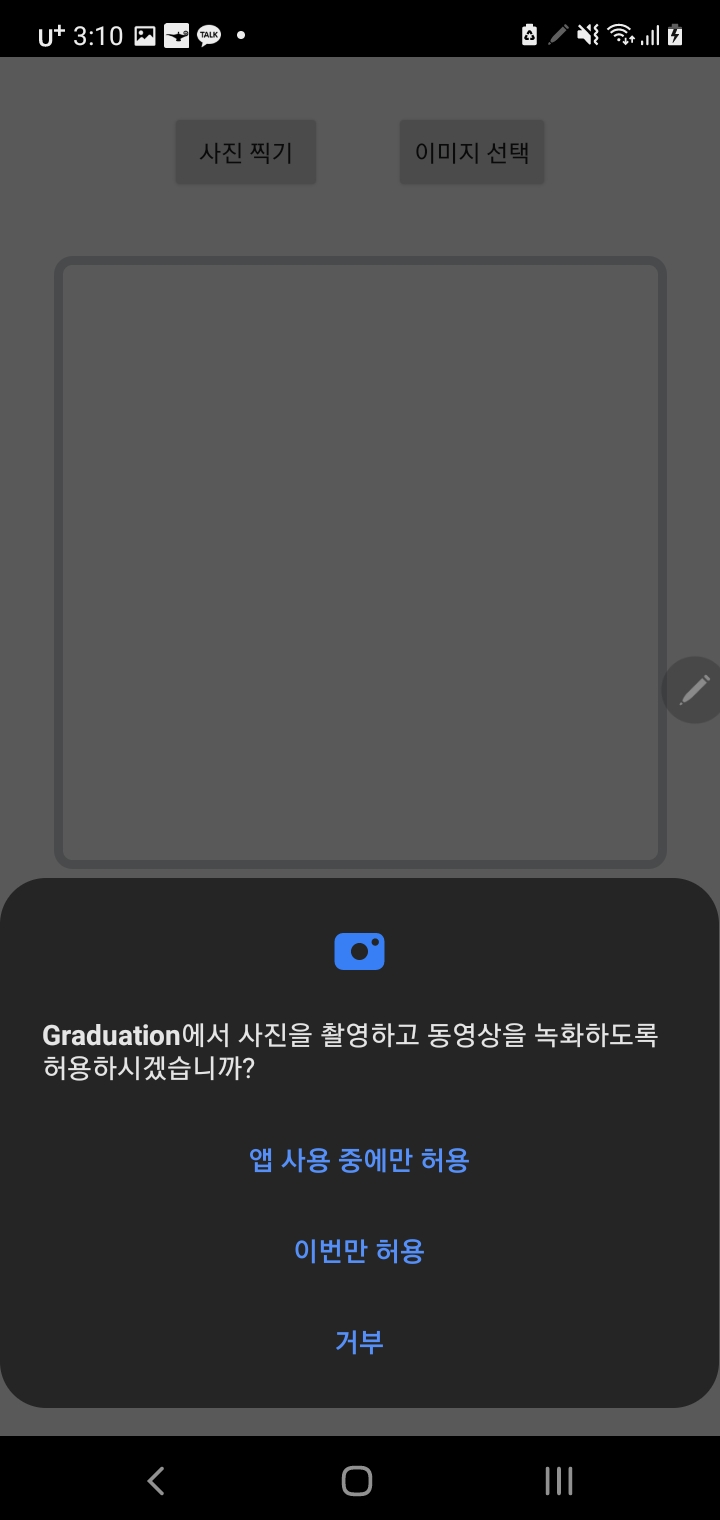 U+ 3:10 TALK
사진 찍기 이미지 선택
Graduation에서 사진을 촬영하고 동영상을 녹화하도록
허용하시겠습니까?
앱 사용 중에만 허용
이번만 허용
거부